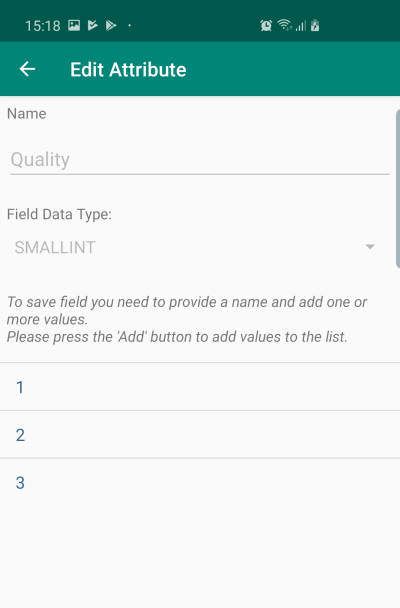 15:18
Edit Attribute
Name
Quality
Field Data Type:
SMALLINT
To save field you need to provide a name and add one or
more values.
Please press the 'Add' button to add values to the list.
1
2
3